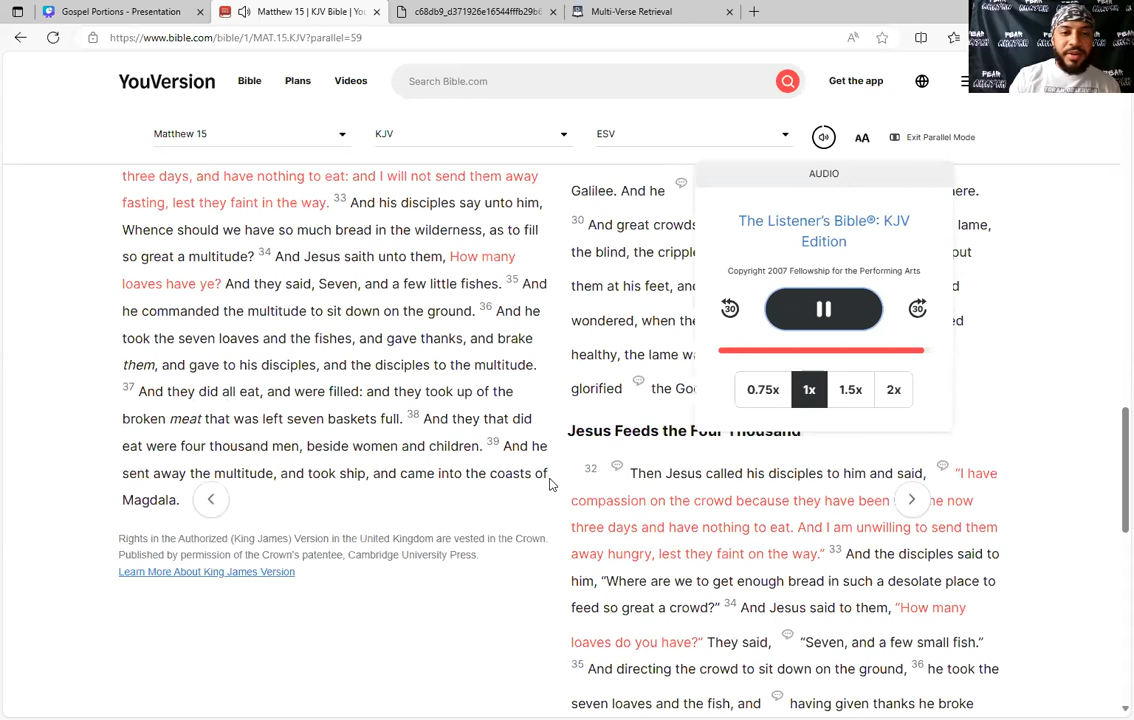 Gospel Portions - Presentation
Matthew 15 | KJV Bible | You
c68db9_d371926e16544fffb29b6
Multi-Verse Retrieval
https://www.bible.com/bible/1/MAT.15.KJV?parallel=59
YouVersion
Bible
Plans
Videos
Search Bible.com
Get the app
Matthew 15
KJV
ESV
AA
Exit Parallel Mode
three days, and have nothing to eat: and I will not send them away
fasting, lest they faint in the way. 33 And his disciples say unto him,
Whence should we have so much bread in the wilderness, as to fill
so great a multitude? 34 And Jesus saith unto them, How many
loaves have ye? And they said, Seven, and a few little fishes. 35 And
he commanded the multitude to sit down on the ground. 36 And he
took the seven loaves and the fishes, and gave thanks, and brake
them, and gave to his disciples, and the disciples to the multitude.
37 And they did all eat, and were filled: and they took up of the
broken meat that was left seven baskets full. 38 And they that did
eat were four thousand men, beside women and children. 39 And he
sent away the multitude, and took ship, and came into the coasts of
Magdala.
Rights in the Authorized (King James) Version in the United Kingdom are vested in the Crown.
Published by permission of the Crown's patentee, Cambridge University Press.
Learn More About King James Version
Galilee. And he
30 And great crowds lame,
the blind, the cripple
them at his feet, and
wondered, when the
healthy, the lame
glorified the
AUDIO
The Listener's Bible®: KJV
Edition
Copyright 2007 Fellowship for the Performing Arts
30
30
0.75x
1x
1.5x
2x
Jesus Feeds the Four Thousand
32 Then Jesus called his disciples to him and said, "I have
compassion on the crowd because they have been now
three days and have nothing to eat. And I am unwilling to send them
away hungry, lest they faint on the way." 33 And the disciples said to
him, "Where are we to get enough bread in such a desolate place to
feed so great a crowd?" 34 And Jesus said to them, "How many
loaves do you have?" They said, "Seven, and a few small fish."
35 And directing the crowd to sit down on the ground, 36 he took the
seven loaves and the fish, and having given thanks he broke